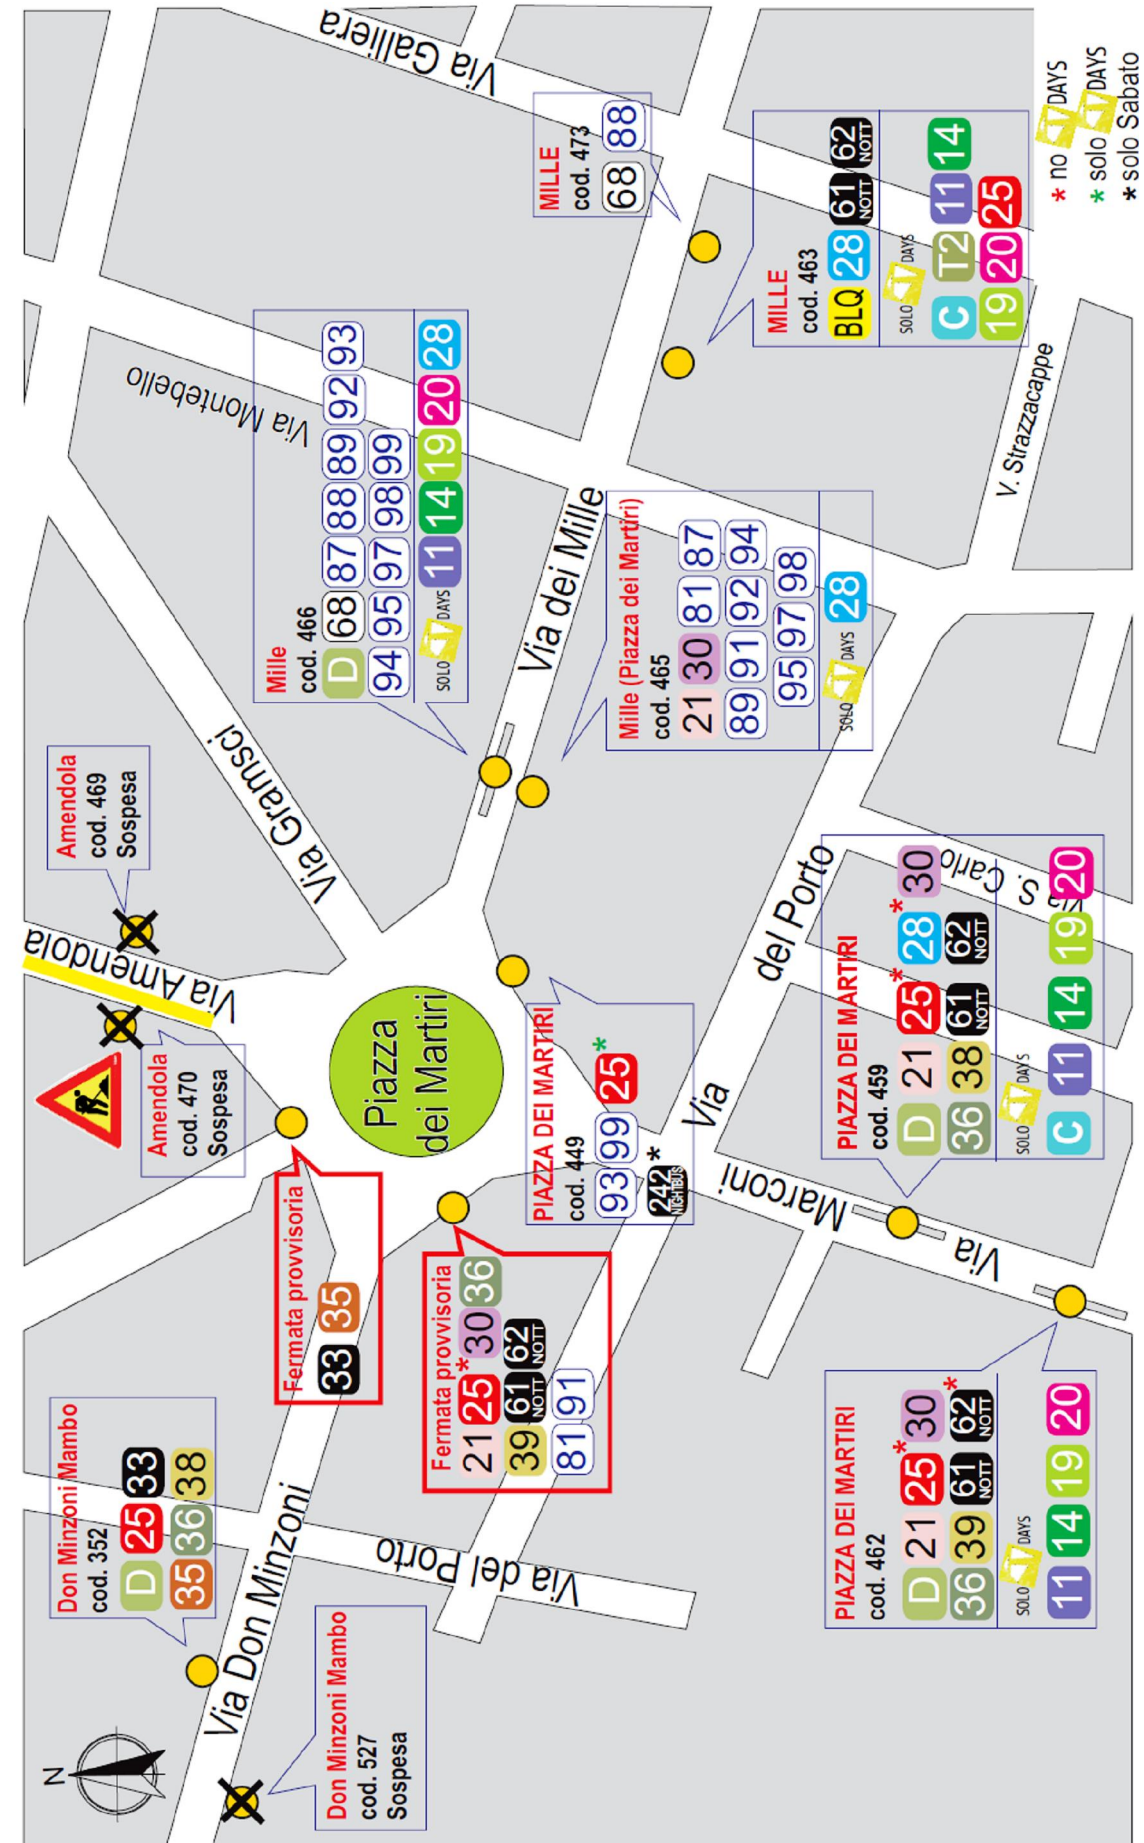 N
Don Minzoni Mambo
cod. 527
Sospesa
Via Don Minzoni
Don Minzoni Mambo
cod. 352
D 25 33
35 36 38
Via del Porto
Fermata provvisoria
33 35
Fermata provvisoria
21 25* 30 36
39 61 NOTT 62 NOTT
81 91
Amendola
cod. 470
Sospesa
Via Amendola
Amendola
cod. 469
Sospesa
Piazza
dei Martiri
Via Gramsci
PIAZZA DEI MARTIRI
cod. 449
93 99 25*
242 NIGHTBUS *
Mille
cod. 466
D 68 87 88 89 92 93
94 95 97 98 99
SOLO T DAYS 11 14 19 20 28
Via Montebello
Via dei Mille
Mille (Piazza dei Martiri)
cod. 465
21 30 81 87
89 91 92 94
95 97 98
SOLO T DAYS 28
Via Galliera
MILLE
cod. 473
68 88
MILLE
cod. 463
BLQ 28 61 NOTT 62 NOTT
SOLO T DAYS
C T2 11 14
19 20 25
V. Strazzacappe
Via
del Porto
Via S. Carlo
Via
Marconi
PIAZZA DEI MARTIRI
cod. 459
D 21 25* 28* 30
36 38 61 NOTT 62 NOTT
SOLO T DAYS
C 11 14 19 20
PIAZZA DEI MARTIRI
cod. 462
D 21 25* 30
36 39 61 NOTT 62 NOTT *
SOLO T DAYS
11 14 19 20
* no T DAYS
* solo T DAYS
* solo Sabato